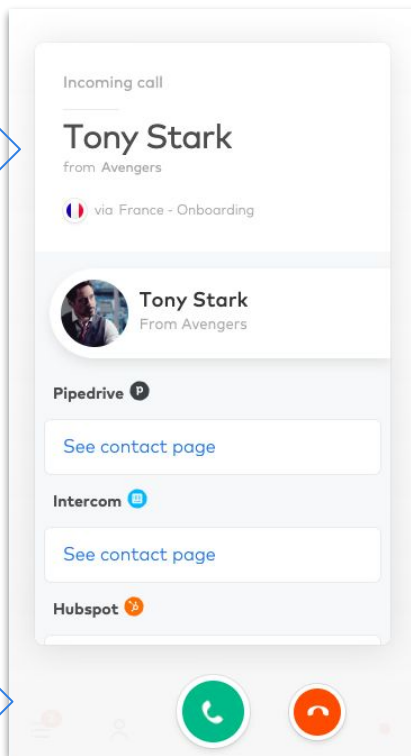 Incoming call
Tony Stark
from Avengers
via France - Onboarding
Tony Stark
From Avengers
Pipedrive
See contact page
Intercom
See contact page
Hubspot